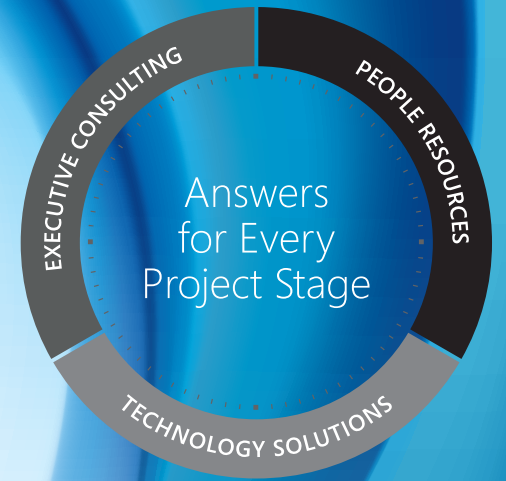 EXECUTIVE CONSULTING
PEOPLE RESOURCES
Answers
for Every
Project Stage
TECHNOLOGY SOLUTIONS